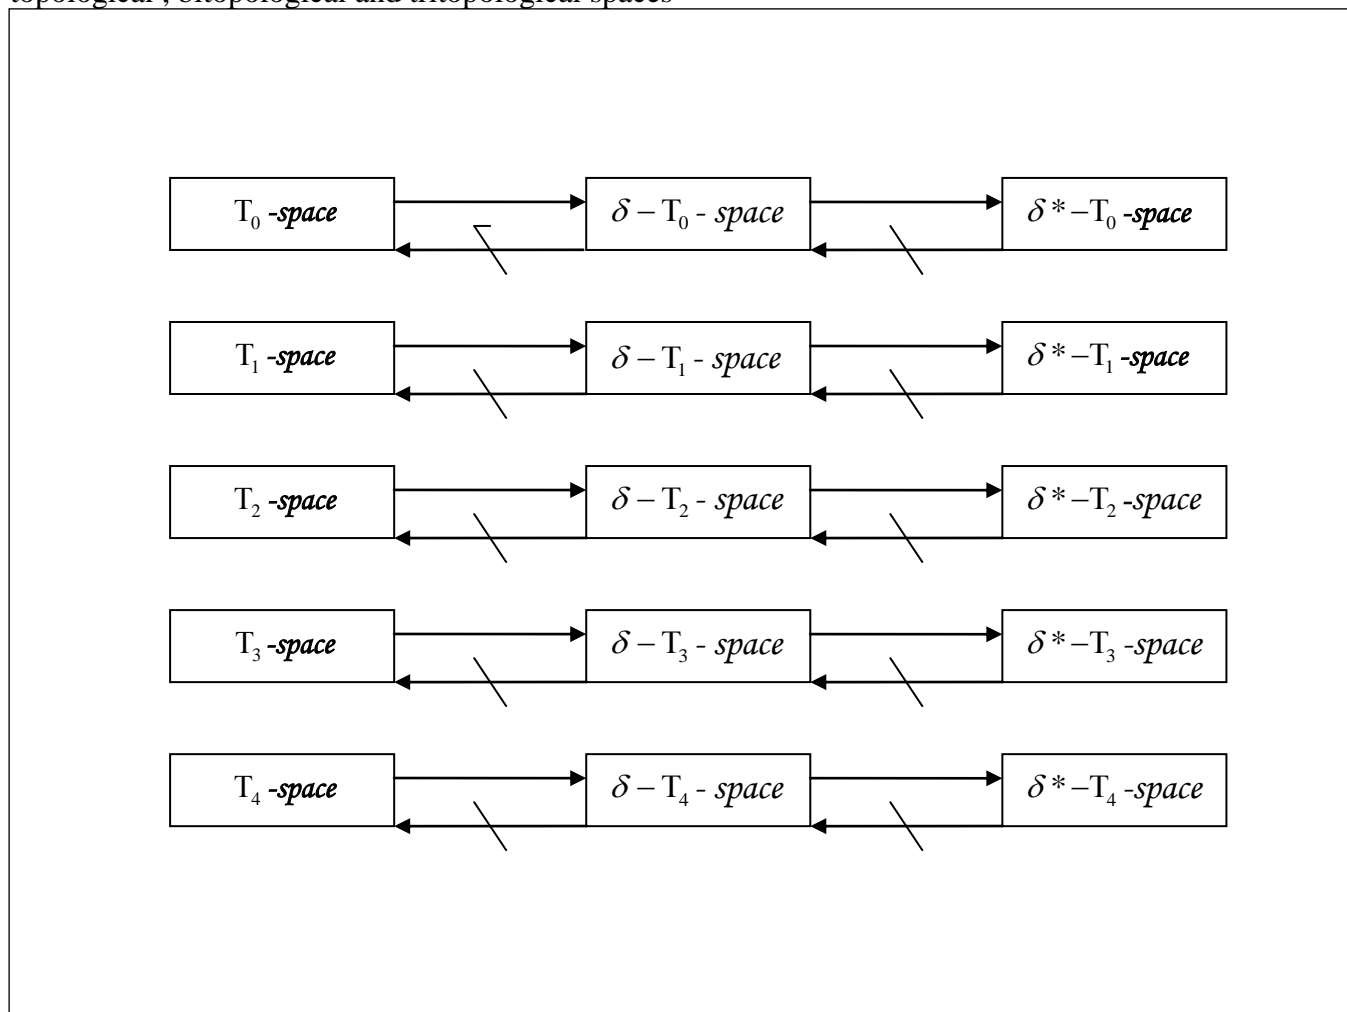 topological , bitopological and tritopological spaces
T₀ -space δ – T₀ - space δ * –T₀ -space
T₁ -space δ – T₁ - space δ * –T₁ -space
T₂ -space δ – T₂ - space δ * –T₂ -space
T₃ -space δ – T₃ - space δ * –T₃ -space
T₄ -space δ – T₄ - space δ * –T₄ -space